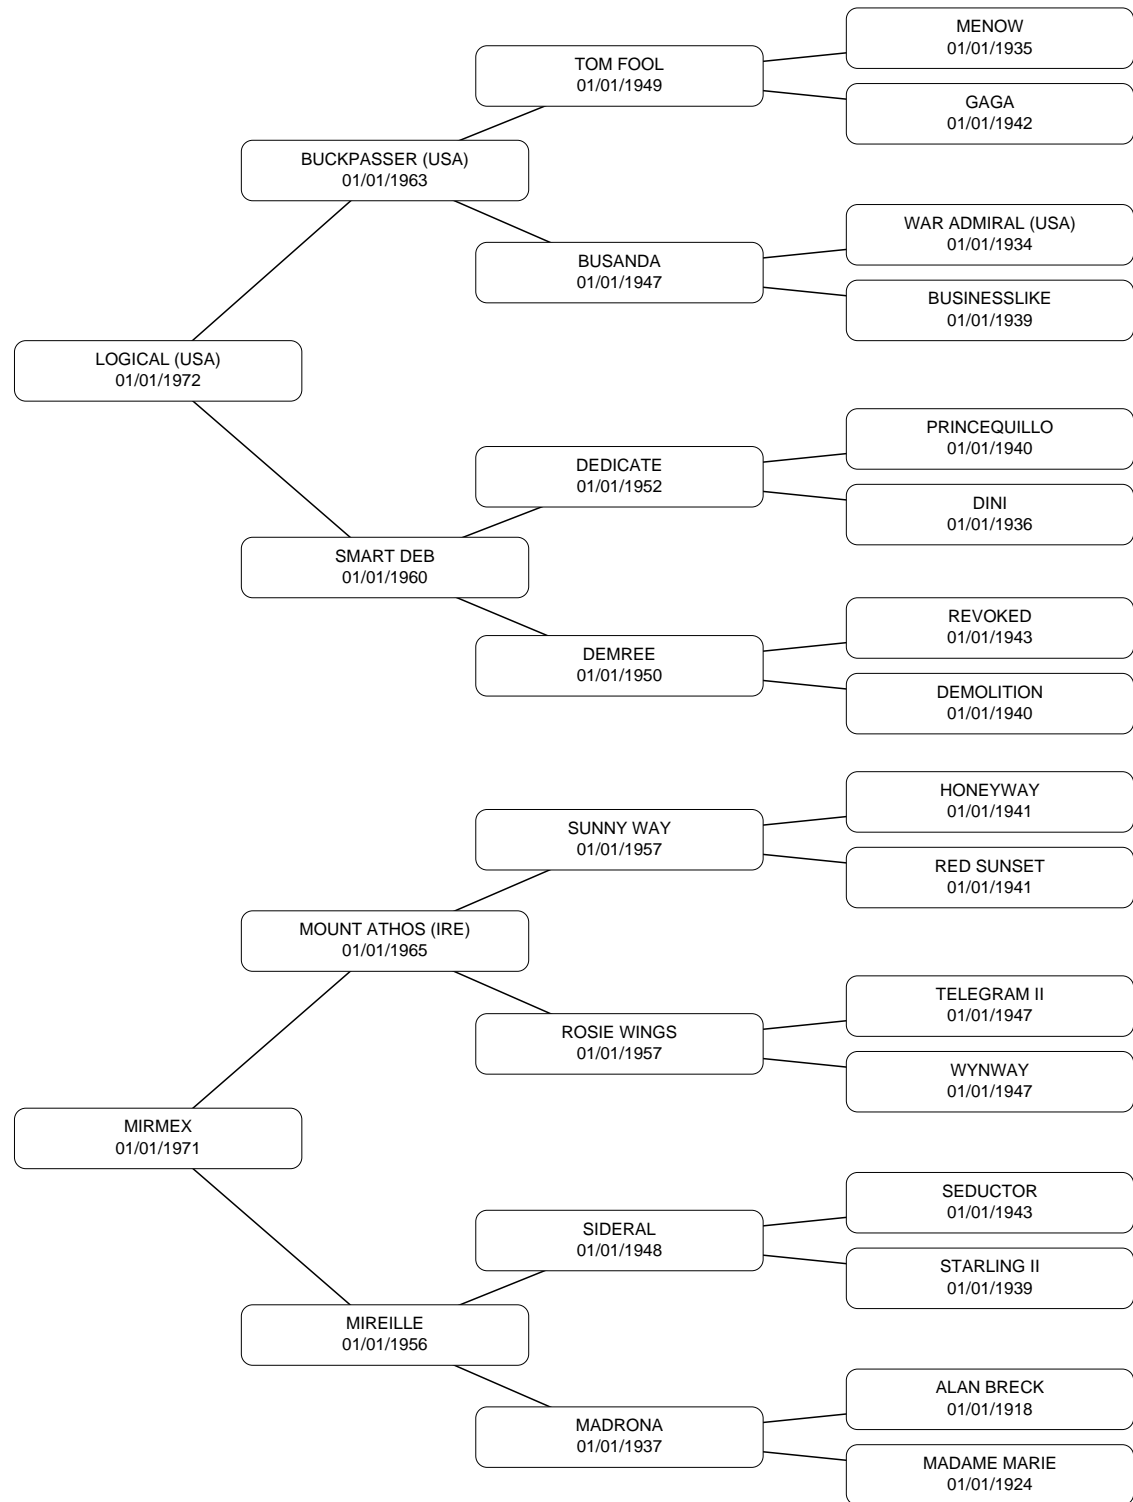 MENOW
01/01/1935
TOM FOOL
01/01/1949
GAGA
01/01/1942
BUCKPASSER (USA)
01/01/1963
WAR ADMIRAL (USA)
01/01/1934
BUSANDA
01/01/1947
BUSINESSLIKE
01/01/1939
LOGICAL (USA)
01/01/1972
PRINCEQUILLO
01/01/1940
DEDICATE
01/01/1952
DINI
01/01/1936
SMART DEB
01/01/1960
REVOKED
01/01/1943
DEMREE
01/01/1950
DEMOLITION
01/01/1940
HONEYWAY
01/01/1941
SUNNY WAY
01/01/1957
RED SUNSET
01/01/1941
MOUNT ATHOS (IRE)
01/01/1965
TELEGRAM II
01/01/1947
ROSIE WINGS
01/01/1957
WYNWAY
01/01/1947
MIRMEX
01/01/1971
SEDUCTOR
01/01/1943
SIDERAL
01/01/1948
STARLING II
01/01/1939
MIREILLE
01/01/1956
ALAN BRECK
01/01/1918
MADRONA
01/01/1937
MADAME MARIE
01/01/1924